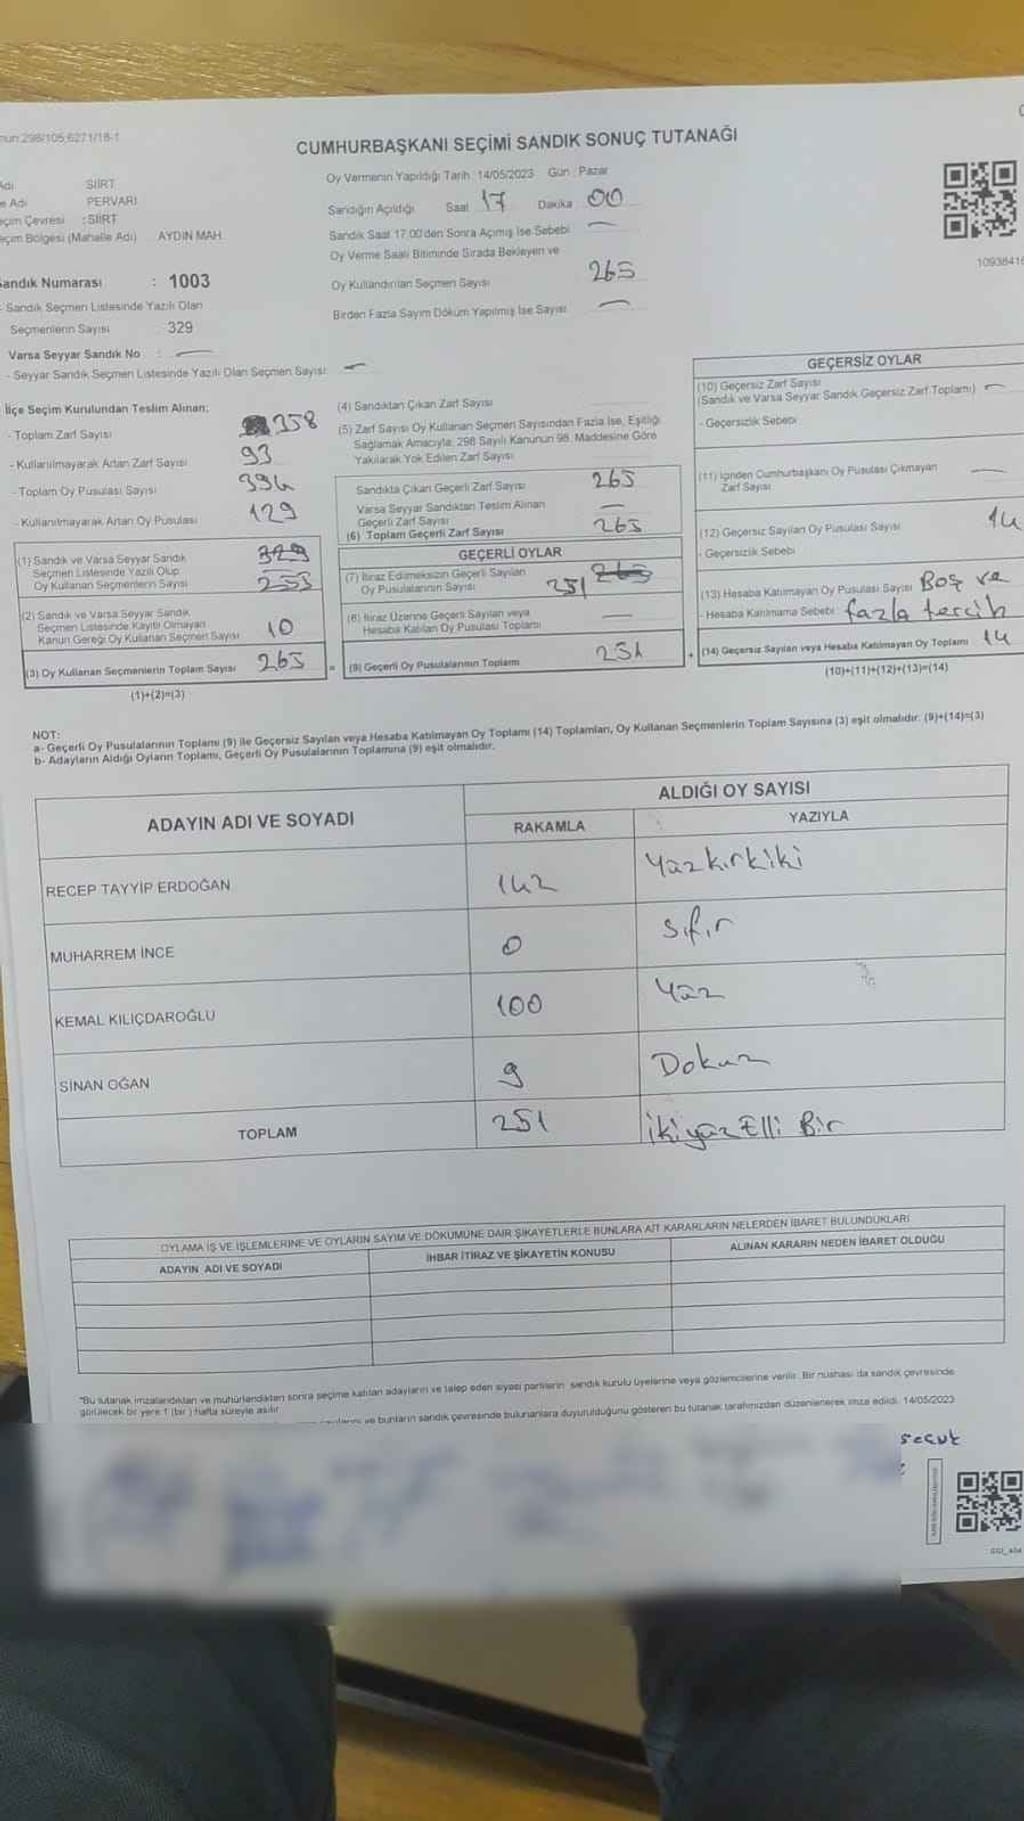 298/105,6271/18-1
CUMHURBAŞKANI SEÇİMİ SANDIK SONUÇ TUTANAĞI
Adı SİİRT
Adı PERVARİ
Seçim Çevresi : SİİRT
Seçim Bölgesi (Mahalle Adı) AYDIN MAH.
Sandık Numarası : 1003
- Sandık Seçmen Listesinde Yazılı Olan
Seçmenlerin Sayısı 329
Varsa Seyyar Sandık No : —
- Seyyar Sandık Seçmen Listesinde Yazılı Olan Seçmen Sayısı —
Oy Vermenin Yapıldığı Tarih : 14/05/2023 Gün : Pazar
Sandığın Açıldığı Saat 17 Dakika 00
Sandık Saat 17.00'den Sonra Açılmış İse Sebebi —
Oy Verme Saati Bitiminde Sırada Bekleyen ve
Oy Kullandırılan Seçmen Sayısı 265
Birden Fazla Sayım Döküm Yapılmış İse Sayısı —
10938416
İlçe Seçim Kurulundan Teslim Alınan;
- Toplam Zarf Sayısı 358
- Kullanılmayarak Artan Zarf Sayısı 93
- Toplam Oy Pusulası Sayısı 394
- Kullanılmayarak Artan Oy Pusulası 129
(1) Sandık ve Varsa Seyyar Sandık 329
Seçmen Listesinde Yazılı Olup
Oy Kullanan Seçmenlerin Sayısı 255
(2) Sandık ve Varsa Seyyar Sandık
Seçmen Listesinde Kayıtlı Olmayan
Kanun Gereği Oy Kullanan Seçmen Sayısı 10
(3) Oy Kullanan Seçmenlerin Toplam Sayısı 265 =
(1)+(2)=(3)
(4) Sandıktan Çıkan Zarf Sayısı
(5) Zarf Sayısı Oy Kullanan Seçmen Sayısından Fazla İse, Eşitliği
Sağlamak Amacıyla, 298 Sayılı Kanunun 98. Maddesine Göre
Yakılarak Yok Edilen Zarf Sayısı
Sandıkta Çıkan Geçerli Zarf Sayısı 265
Varsa Seyyar Sandıktan Teslim Alınan
Geçerli Zarf Sayısı —
(6) Toplam Geçerli Zarf Sayısı 265
GEÇERLİ OYLAR
(7) İtiraz Edilmeksizin Geçerli Sayılan
Oy Pusulalarının Sayısı 251 265
(8) İtiraz Üzerine Geçerli Sayılan veya
Hesaba Katılan Oy Pusulası Toplamı —
(9) Geçerli Oy Pusulalarının Toplamı 251 +
GEÇERSİZ OYLAR
(10) Geçersiz Zarf Sayısı
(Sandık ve Varsa Seyyar Sandık Geçersiz Zarf Toplamı) —
- Geçersizlik Sebebi
(11) İçinden Cumhurbaşkanı Oy Pusulası Çıkmayan
Zarf Sayısı —
(12) Geçersiz Sayılan Oy Pusulası Sayısı 14
- Geçersizlik Sebebi
(13) Hesaba Katılmayan Oy Pusulası Sayısı Boş ve
- Hesaba Katılmama Sebebi : fazla tercih
(14) Geçersiz Sayılan veya Hesaba Katılmayan Oy Toplamı 14
(10)+(11)+(12)+(13)=(14)
NOT:
a- Geçerli Oy Pusulalarının Toplamı (9) ile Geçersiz Sayılan veya Hesaba Katılmayan Oy Toplamı (14) Toplamları, Oy Kullanan Seçmenlerin Toplam Sayısına (3) eşit olmalıdır. (9)+(14)=(3)
b- Adayların Aldığı Oyların Toplamı, Geçerli Oy Pusulalarının Toplamına (9) eşit olmalıdır.
ADAYIN ADI VE SOYADI ALDIĞI OY SAYISI
RAKAMLA YAZIYLA
RECEP TAYYİP ERDOĞAN 142 Yüzkırkiki
MUHARREM İNCE 0 Sıfır
KEMAL KILIÇDAROĞLU 100 Yüz
SİNAN OĞAN 9 Dokuz
TOPLAM 251 ikiyüzElli Bir
OYLAMA İŞ VE İŞLEMLERİNE VE OYLARIN SAYIM VE DÖKÜMÜNE DAİR ŞİKAYETLERLE BUNLARA AİT KARARLARIN NELERDEN İBARET BULUNDUKLARI
ADAYIN ADI VE SOYADI İHBAR İTİRAZ VE ŞİKAYETİN KONUSU ALINAN KARARIN NEDEN İBARET OLDUĞU
"Bu tutanak imzalandıktan ve mühürlendikten sonra seçime katılan adayların ve talep eden siyasi partilerin sandık kurulu üyelerine veya gözlemcilerine verilir. Bir nüshası da sandık çevresinde
görülecek bir yere 1 (bir) hafta süreyle asılır.
ve bunların sandık çevresinde bulunanlara duyurulduğunu gösteren bu tutanak tarafımızdan düzenlenerek imza edildi. 14/05/2023